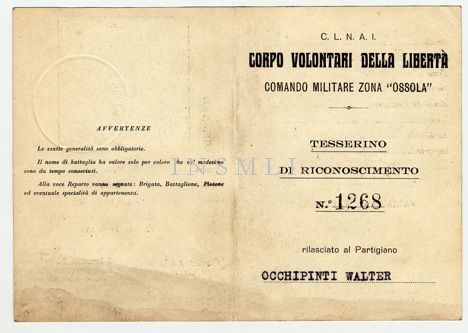 AVVERTENZE
Le esatte generalità sono obbligatorie.
Il nome di battaglia ha valore solo per coloro che col medesimo
sono da tempo conosciuti.
Alla voce Reparto vanno segnate: Brigata, Battaglione, Plotone
ed eventuale specialità di appartenenza.
INSMLI
C. L. N. A. I.
CORPO VOLONTARI DELLA LIBERTÀ
COMANDO MILITARE ZONA "OSSOLA"
TESSERINO
DI RICONOSCIMENTO
N.° 1268
rilasciato al Partigiano
OCCHIPINTI WALTER